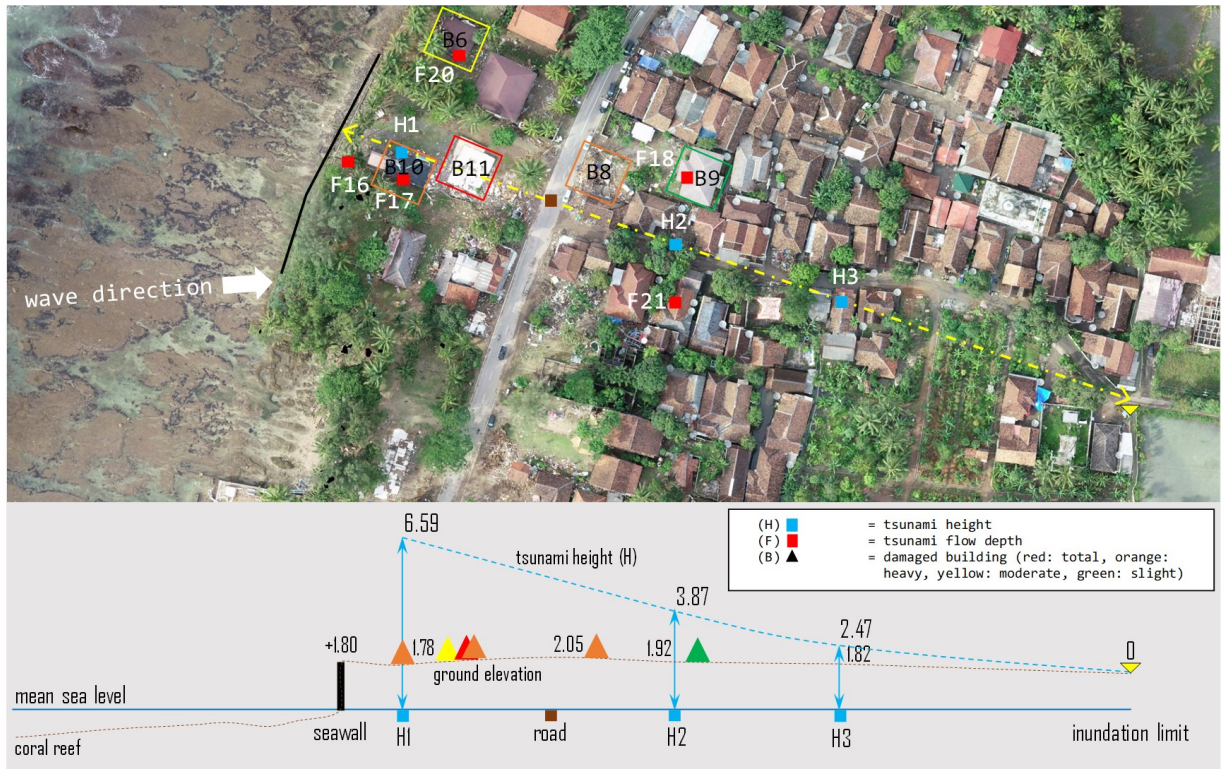 B6
F20
H1
B10
B11
F16
F17
B8
F18
B9
H2
H3
F21
wave direction
6.59
tsunami height (H)
3.87
2.47
+1.80
1.78
2.05
1.92
1.82
0
ground elevation
mean sea level
coral reef
seawall
H1
road
H2
H3
inundation limit
(H) = tsunami height
(F) = tsunami flow depth
(B) = damaged building (red: total, orange:
heavy, yellow: moderate, green: slight)